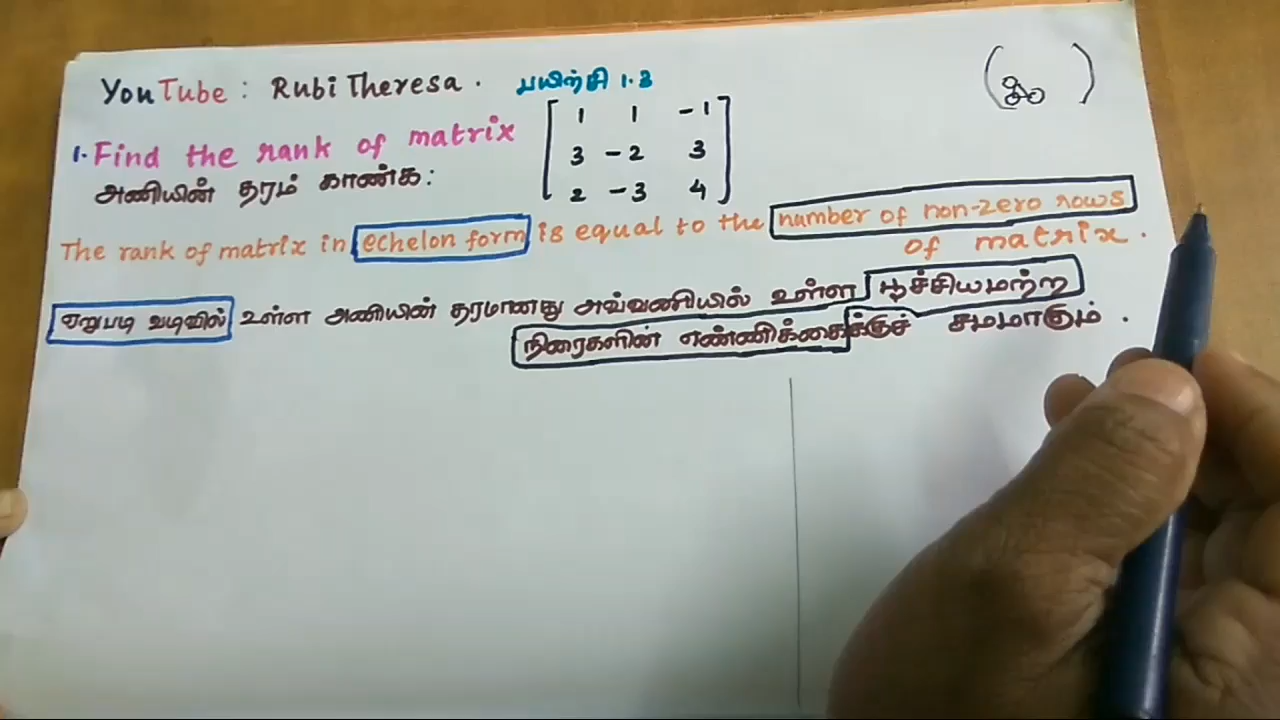 YouTube : Rubi Theresa . பயிற்சி 1.3
1. Find the rank of matrix
அணியின் தரம் காண்க :
1 1 -1
3 -2 3
2 -3 4
The rank of matrix in echelon form is equal to the number of non-zero rows
of matrix .
ஏறுபடி வடிவில் உள்ள அணியின் தரமானது அவ்வணியில் உள்ள பூச்சியமற்ற
நிரைகளின் எண்ணிக்கைக்குச் சமமாகும் .